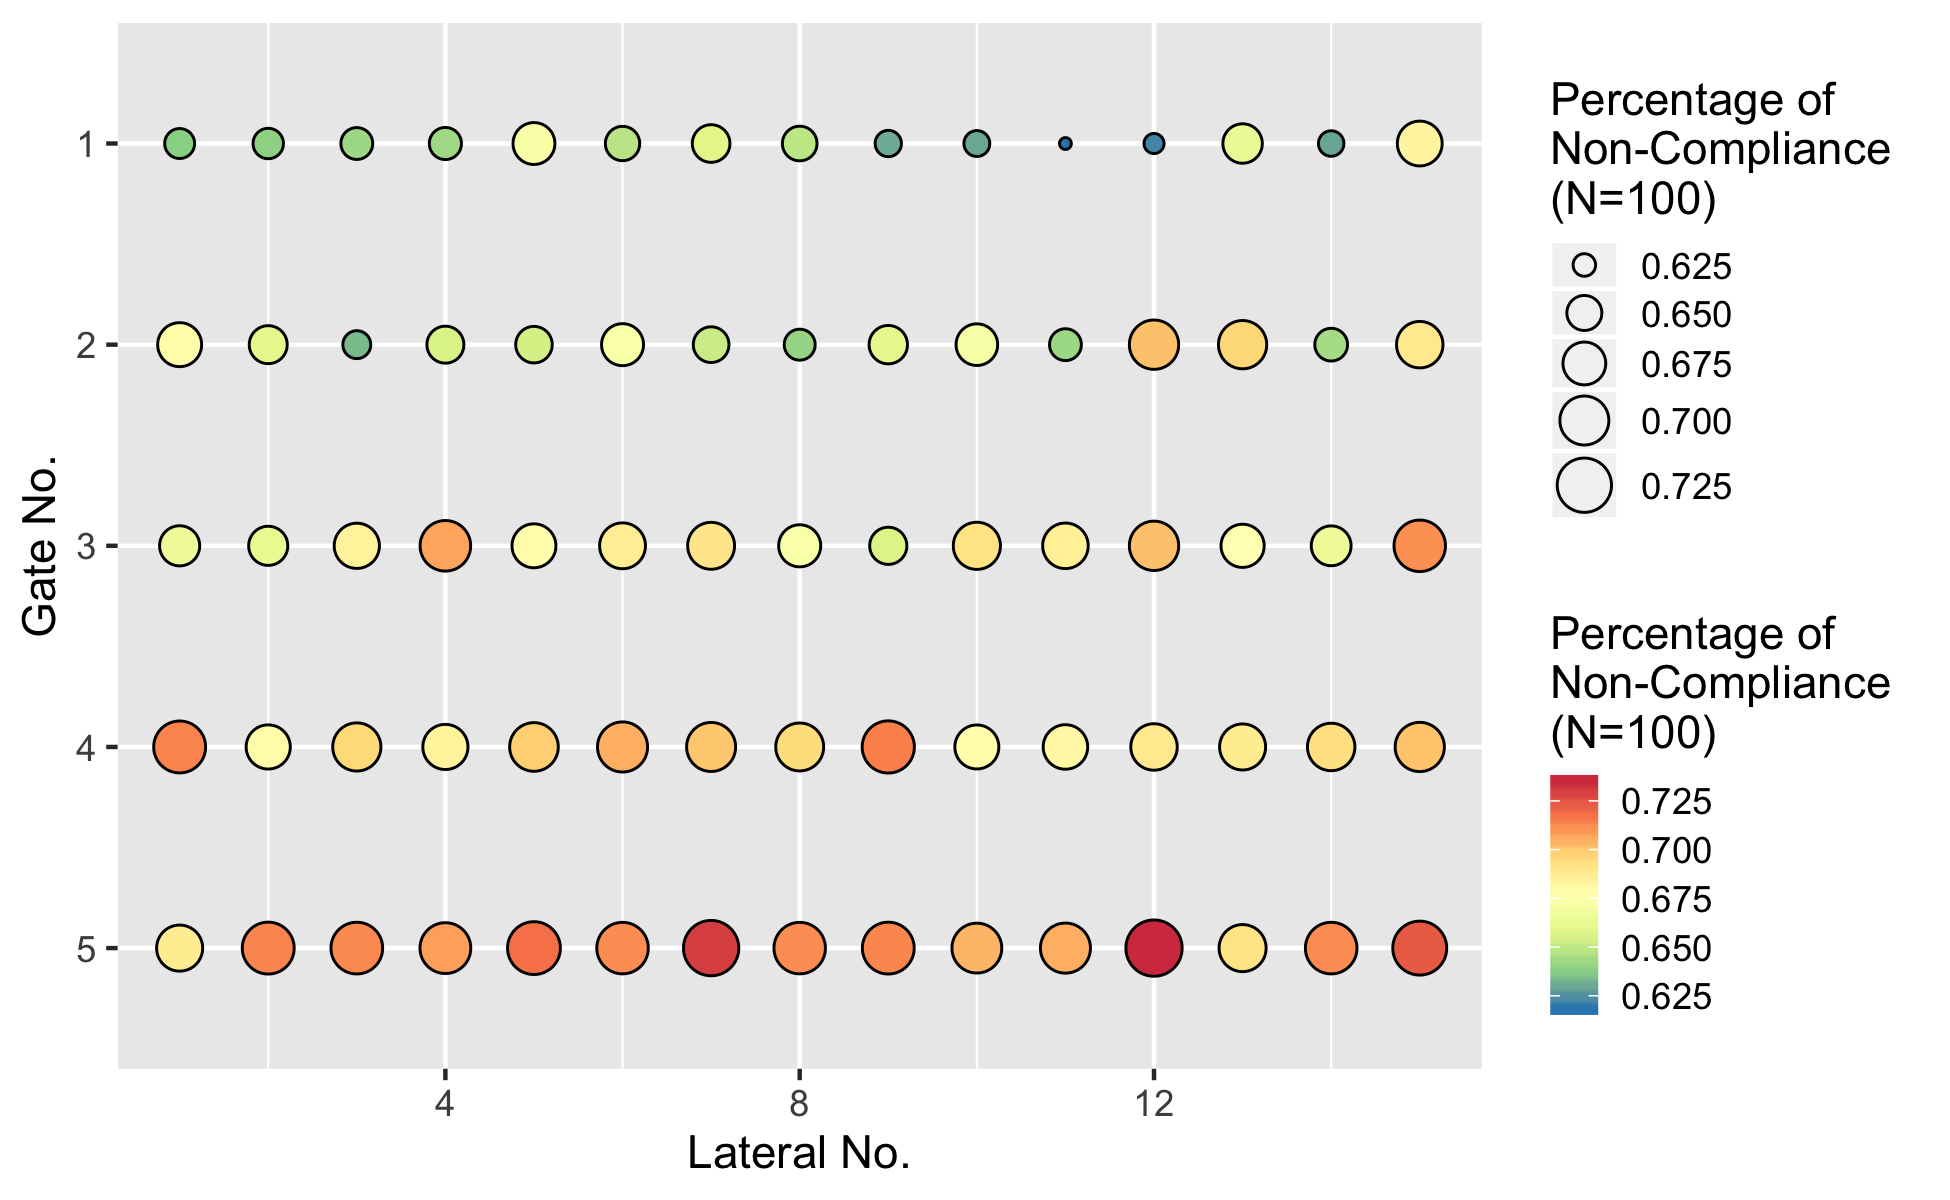 1
2
3
4
5
Gate No.
4 8 12
Lateral No.
Percentage of
Non-Compliance
(N=100)
0.625
0.650
0.675
0.700
0.725
Percentage of
Non-Compliance
(N=100)
0.725
0.700
0.675
0.650
0.625